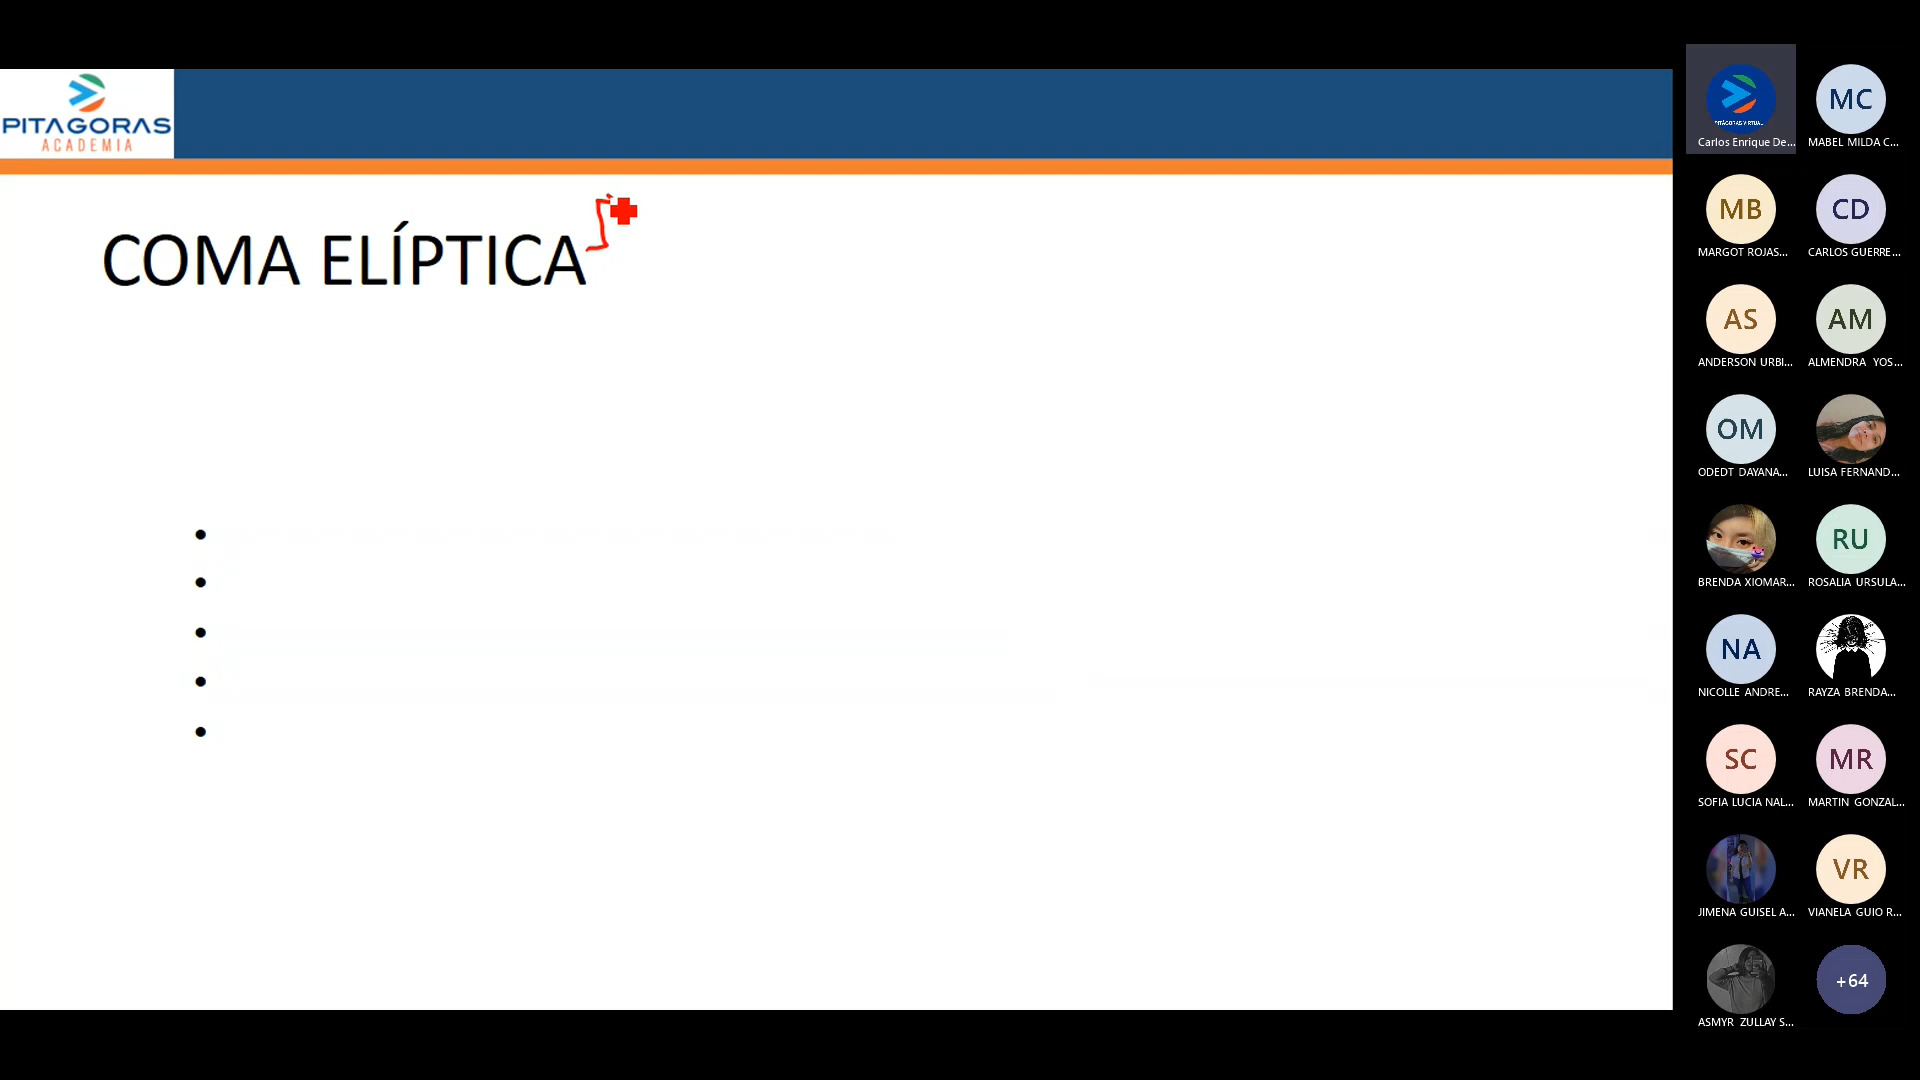 PITAGORAS
ACADEMIA
COMA ELÍPTICA
•
•
•
•
•
PITÁGORAS VIRTUAL
Carlos Enrique De...
MC
MABEL MILDA C...
MB
MARGOT ROJAS...
CD
CARLOS GUERRE...
AS
ANDERSON URBI...
AM
ALMENDRA YOS...
OM
ODEDT DAYANA...
LUISA FERNAND...
BRENDA XIOMAR...
RU
ROSALIA URSULA...
NA
NICOLLE ANDRE...
RAYZA BRENDA...
SC
SOFIA LUCIA NAL...
MR
MARTIN GONZAL...
JIMENA GUISEL A...
VR
VIANELA GUIO R...
ASMYR ZULLAY S...
+64